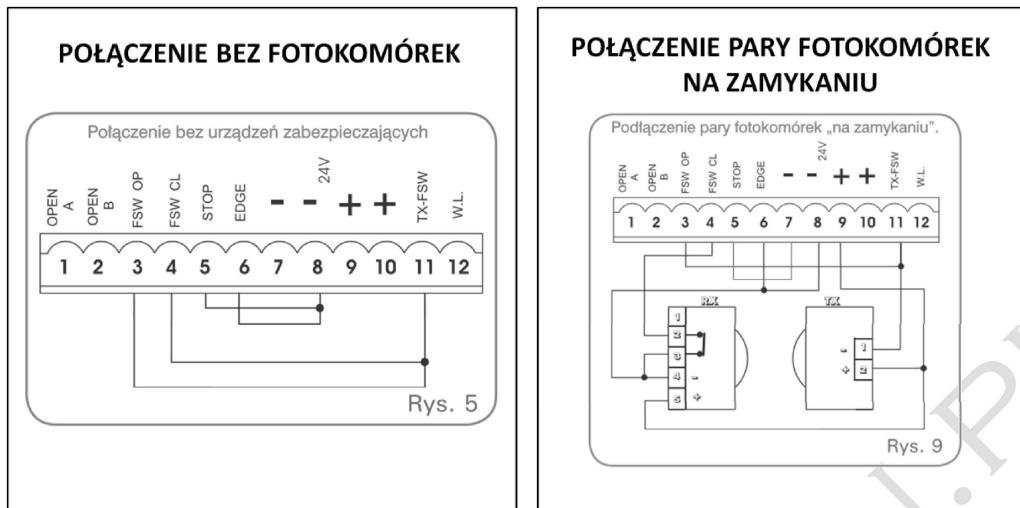 POŁĄCZENIE BEZ FOTOKOMÓREK
Połączenie bez urządzeń zabezpieczających
OPEN A
OPEN B
FSW OP
FSW CL
STOP
EDGE
-
-
24V
+
+
TX-FSW
W.L.
1 2 3 4 5 6 7 8 9 10 11 12
Rys. 5
POŁĄCZENIE PARY FOTOKOMÓREK
NA ZAMYKANIU
Podłączenie pary fotokomórek „na zamykaniu”.
OPEN A
OPEN B
FSW OP
FSW CL
STOP
EDGE
-
-
24V
+
+
TX-FSW
W.L.
1 2 3 4 5 6 7 8 9 10 11 12
RX
1
2
3
4 -
5 +
TX
- 1
+ 2
Rys. 9